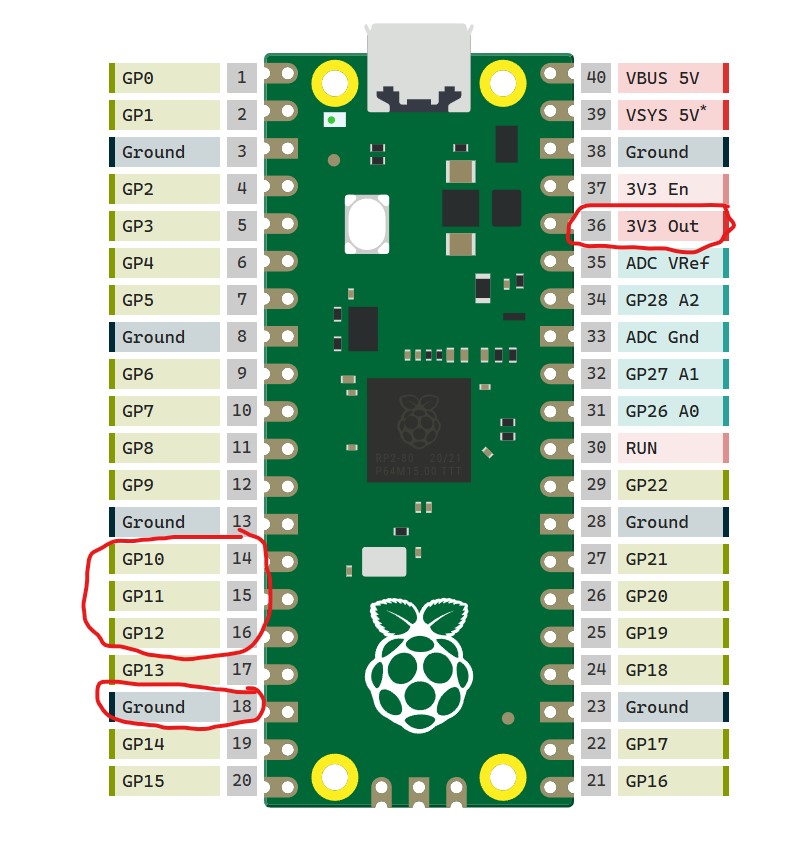 GP0 1
GP1 2
Ground 3
GP2 4
GP3 5
GP4 6
GP5 7
Ground 8
GP6 9
GP7 10
GP8 11
GP9 12
Ground 13
GP10 14
GP11 15
GP12 16
GP13 17
Ground 18
GP14 19
GP15 20
40 VBUS 5V
39 VSYS 5V*
38 Ground
37 3V3 En
36 3V3 Out
35 ADC VRef
34 GP28 A2
33 ADC Gnd
32 GP27 A1
31 GP26 A0
30 RUN
29 GP22
28 Ground
27 GP21
26 GP20
25 GP19
24 GP18
23 Ground
22 GP17
21 GP16
20/21
TTT